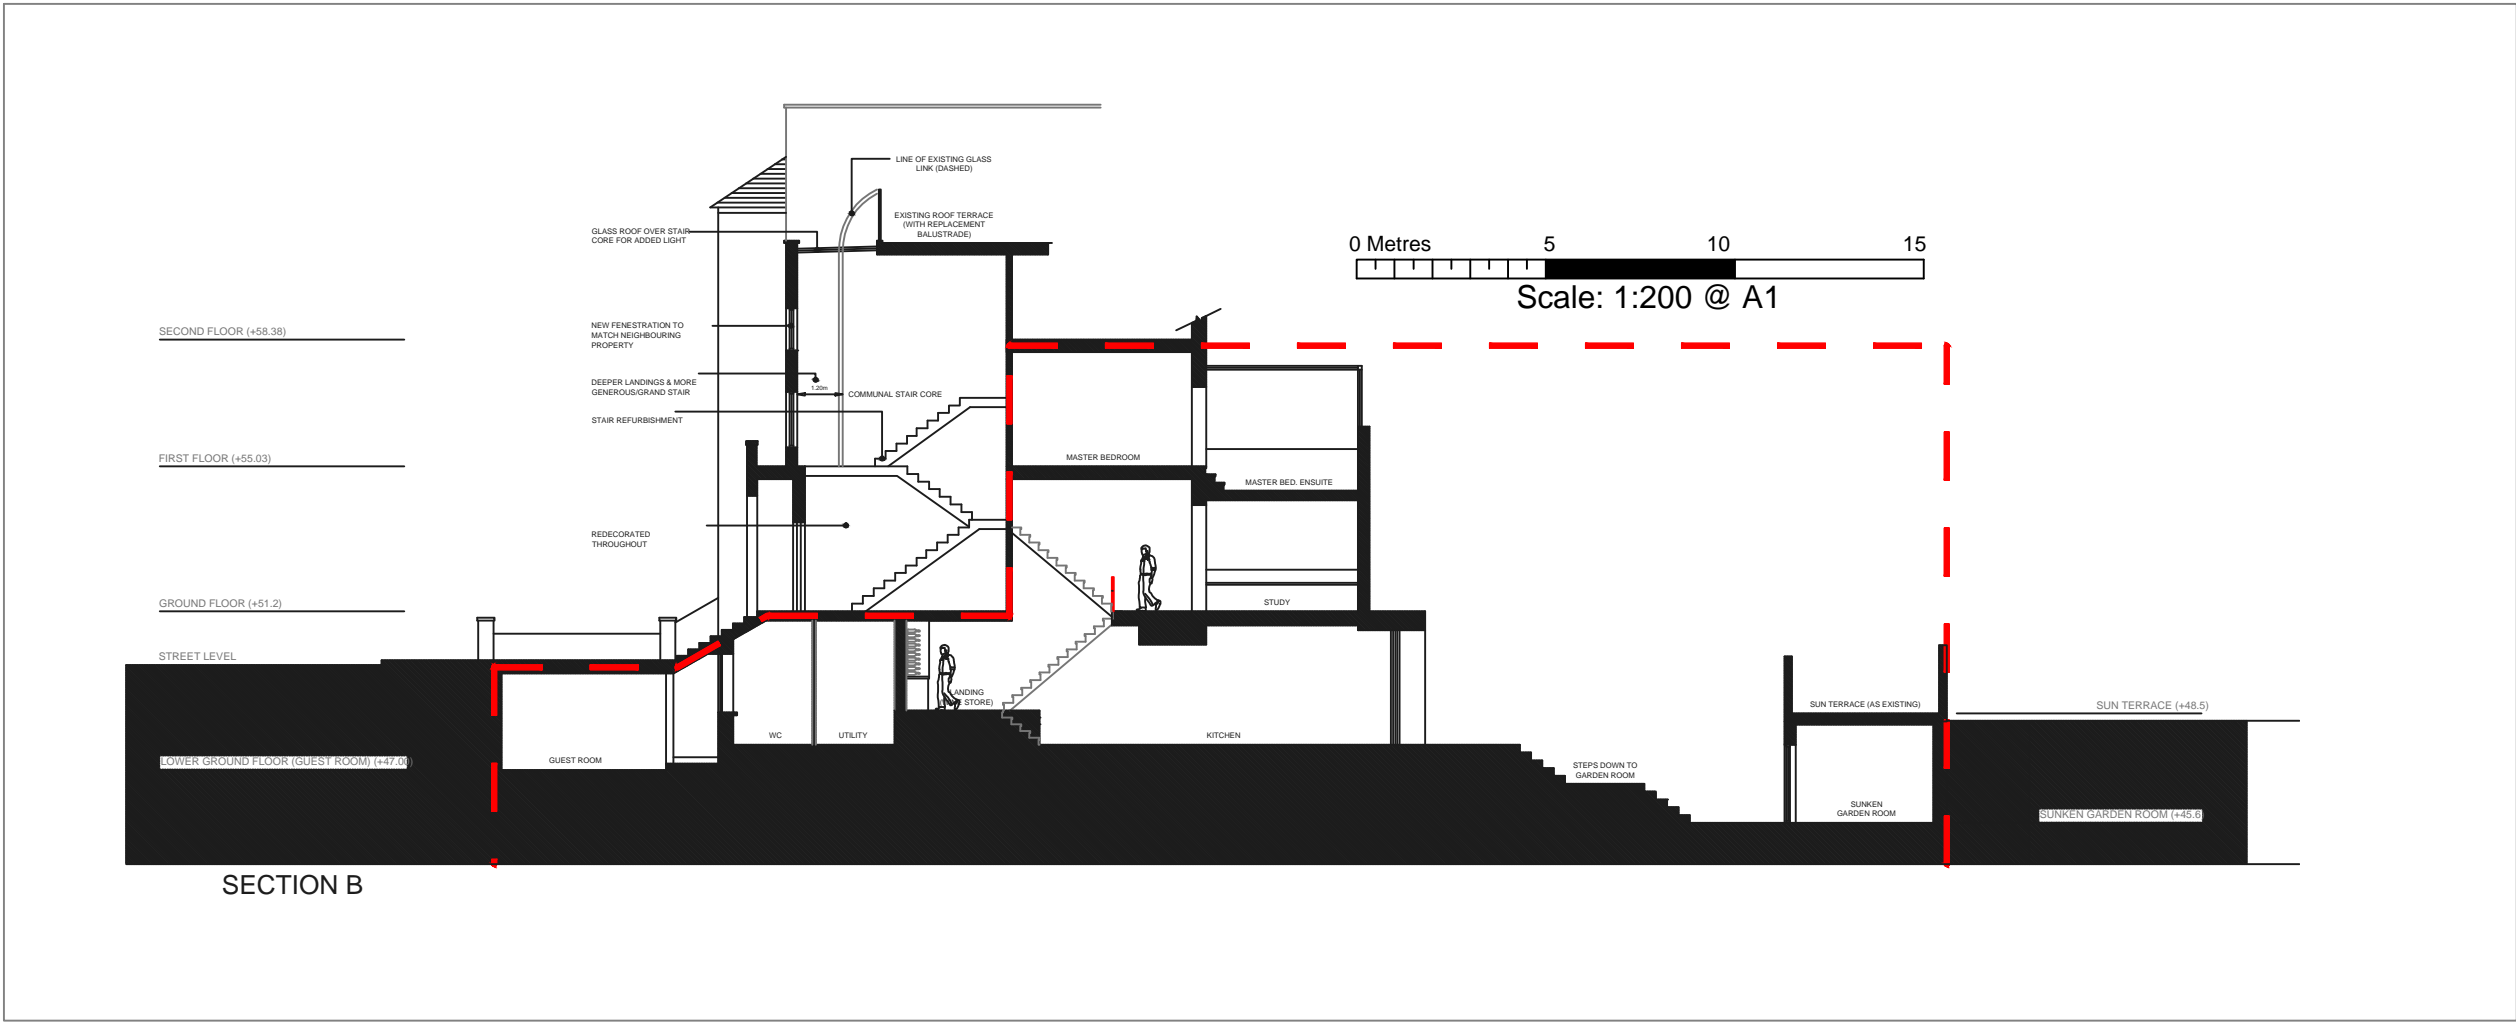 LINE OF EXISTING GLASS
LINK (DASHED)
EXISTING ROOF TERRACE
(WITH REPLACEMENT
BALUSTRADE)
GLASS ROOF OVER STAIR
CORE FOR ADDED LIGHT
0 Metres 5 10 15
Scale: 1:200 @ A1
SECOND FLOOR (+58.38)
NEW FENESTRATION TO
MATCH NEIGHBOURING
PROPERTY
DEEPER LANDINGS & MORE
GENEROUS/GRAND STAIR
1.20m
COMMUNAL STAIR CORE
STAIR REFURBISHMENT
FIRST FLOOR (+55.03)
MASTER BEDROOM
MASTER BED. ENSUITE
REDECORATED
THROUGHOUT
GROUND FLOOR (+51.2)
STUDY
STREET LEVEL
LANDING
STORE)
SUN TERRACE (AS EXISTING)
SUN TERRACE (+48.5)
WC
UTILITY
KITCHEN
GUEST ROOM
LOWER GROUND FLOOR (GUEST ROOM) (+47.00)
STEPS DOWN TO
GARDEN ROOM
SUNKEN
GARDEN ROOM
SUNKEN GARDEN ROOM (+45.6)
SECTION B